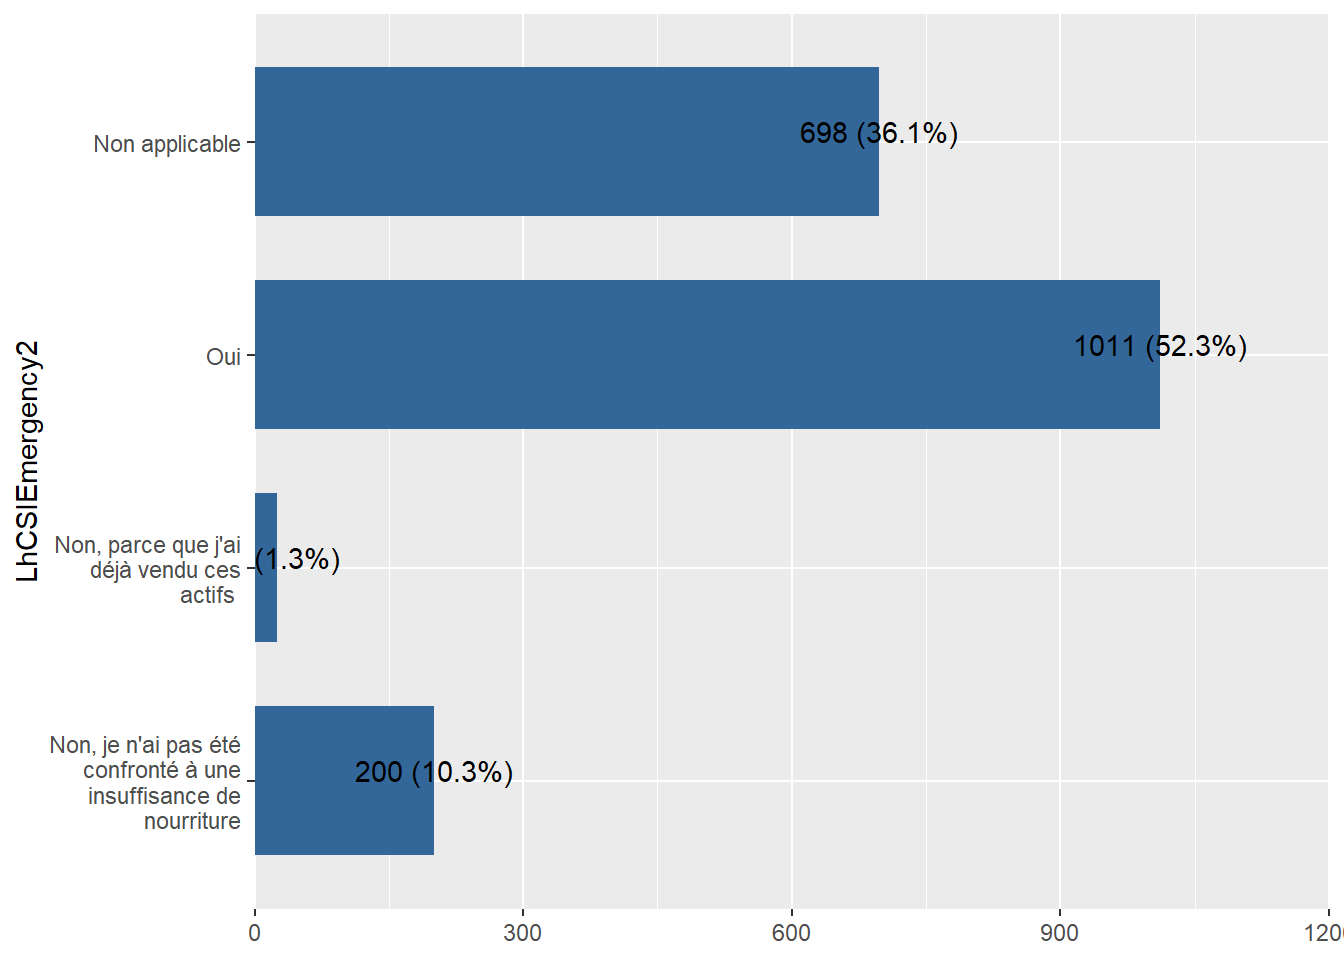 LhCSIEmergency2
Non applicable
698 (36.1%)
Oui
1011 (52.3%)
Non, parce que j'ai
déjà vendu ces
actifs
(1.3%)
Non, je n'ai pas été
confronté à une
insuffisance de
nourriture
200 (10.3%)
0
300
600
900